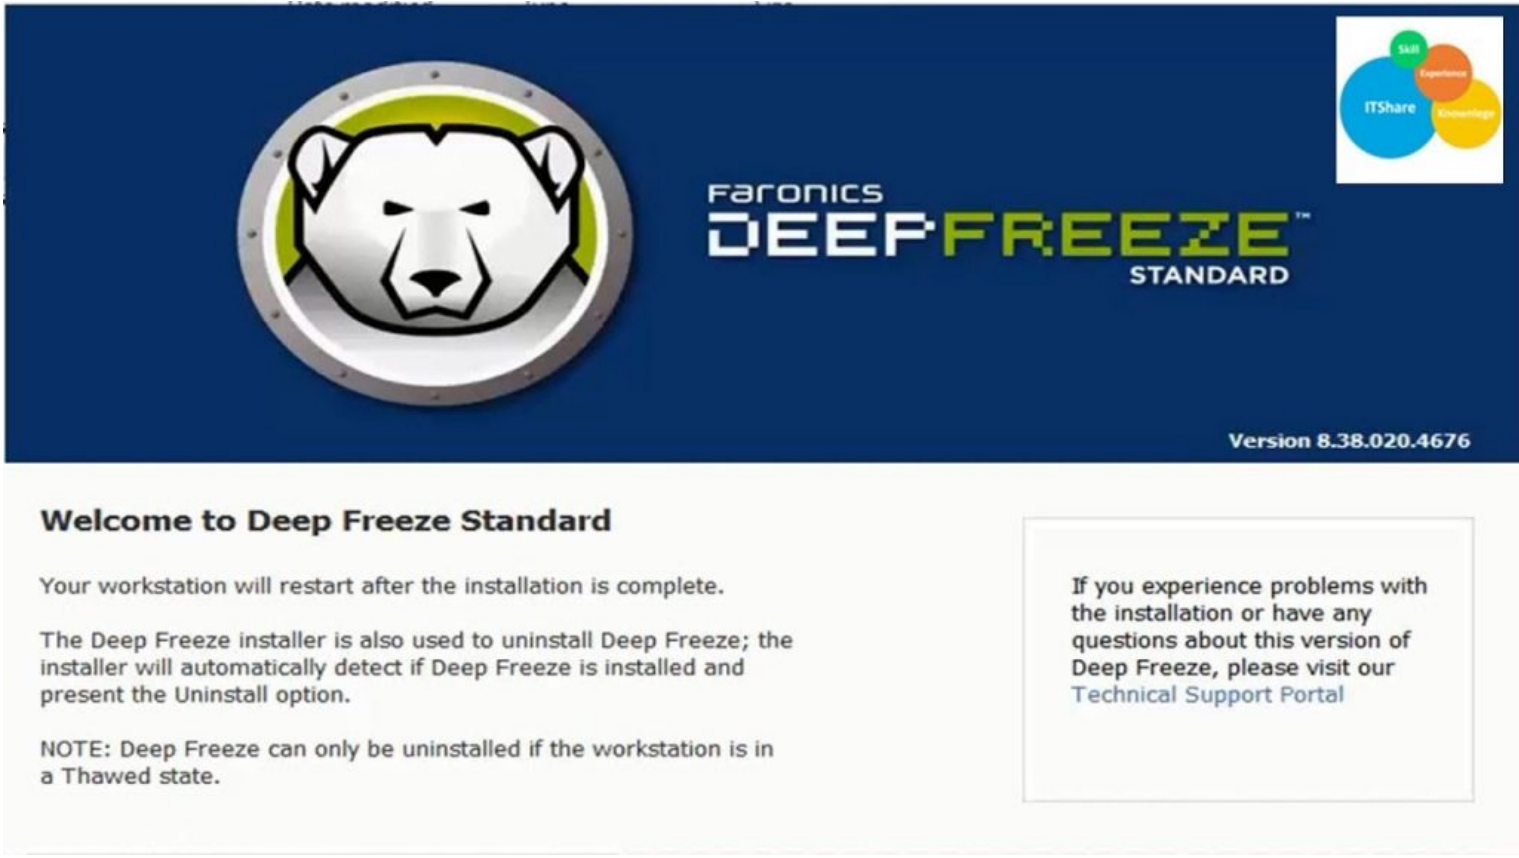 Skill
Experience
ITShare
Knownlege
Faronics
DEEPFREEZE™
STANDARD
Version 8.38.020.4676
Welcome to Deep Freeze Standard
Your workstation will restart after the installation is complete.
The Deep Freeze installer is also used to uninstall Deep Freeze; the
installer will automatically detect if Deep Freeze is installed and
present the Uninstall option.
NOTE: Deep Freeze can only be uninstalled if the workstation is in
a Thawed state.
If you experience problems with
the installation or have any
questions about this version of
Deep Freeze, please visit our
Technical Support Portal